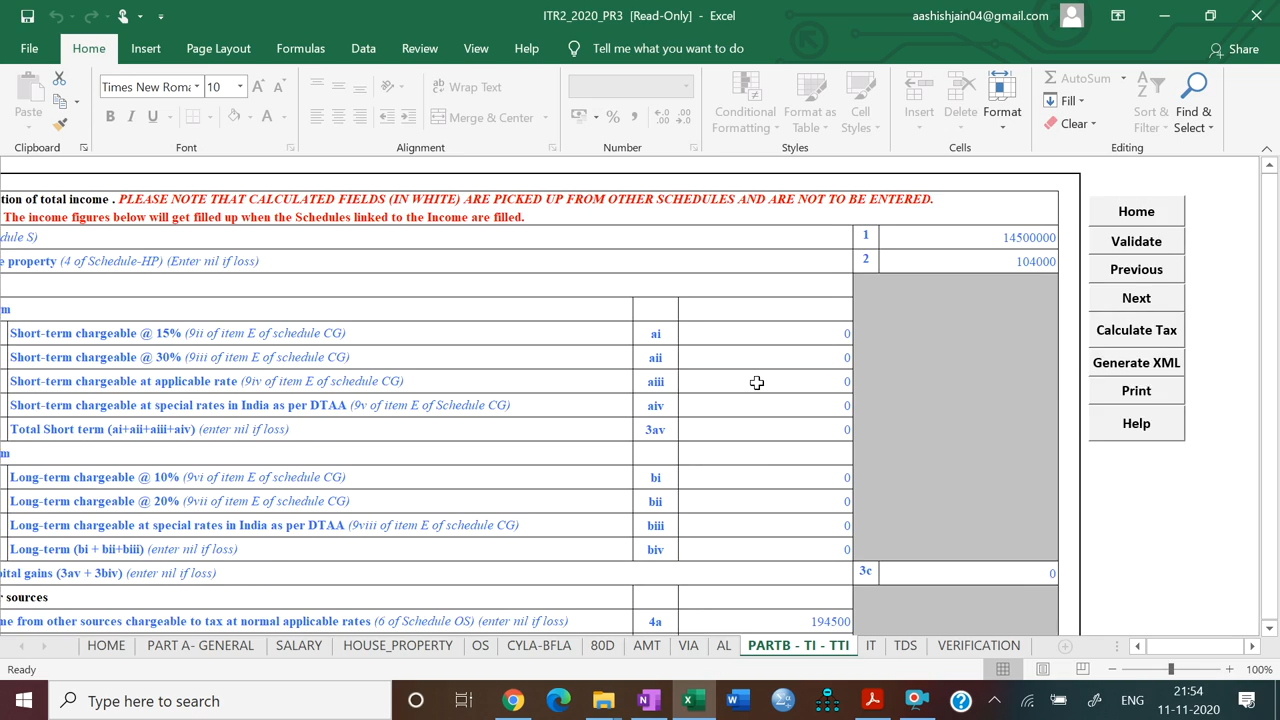 ITR2_2020_PR3 [Read-Only] - Excel
aashishjain04@gmail.com
File Home Insert Page Layout Formulas Data Review View Help Tell me what you want to do Share
Times New Roma 10 Wrap Text AutoSum
Paste B I U Merge & Center % Conditional Formatting Format as Table Cell Styles Insert Delete Format Fill Clear Sort & Filter Find & Select
Clipboard Font Alignment Number Styles Cells Editing
tion of total income . PLEASE NOTE THAT CALCULATED FIELDS (IN WHITE) ARE PICKED UP FROM OTHER SCHEDULES AND ARE NOT TO BE ENTERED.
The income figures below will get filled up when the Schedules linked to the Income are filled.
dule S) 1 14500000
e property (4 of Schedule-HP) (Enter nil if loss) 2 104000
rm
Short-term chargeable @ 15% (9ii of item E of schedule CG) ai 0
Short-term chargeable @ 30% (9iii of item E of schedule CG) aii 0
Short-term chargeable at applicable rate (9iv of item E of schedule CG) aiii 0
Short-term chargeable at special rates in India as per DTAA (9v of item E of Schedule CG) aiv 0
Total Short term (ai+aii+aiii+aiv) (enter nil if loss) 3av 0
m
Long-term chargeable @ 10% (9vi of item E of schedule CG) bi 0
Long-term chargeable @ 20% (9vii of item E of schedule CG) bii 0
Long-term chargeable at special rates in India as per DTAA (9viii of item E of schedule CG) biii 0
Long-term (bi + bii+biii) (enter nil if loss) biv 0
pital gains (3av + 3biv) (enter nil if loss) 3c 0
r sources
ne from other sources chargeable to tax at normal applicable rates (6 of Schedule OS) (enter nil if loss) 4a 194500
Home
Validate
Previous
Next
Calculate Tax
Generate XML
Print
Help
HOME PART A- GENERAL SALARY HOUSE_PROPERTY OS CYLA-BFLA 80D AMT VIA AL PARTB - TI - TTI IT TDS VERIFICATION
Ready 100%
Type here to search
ENG
21:54
11-11-2020